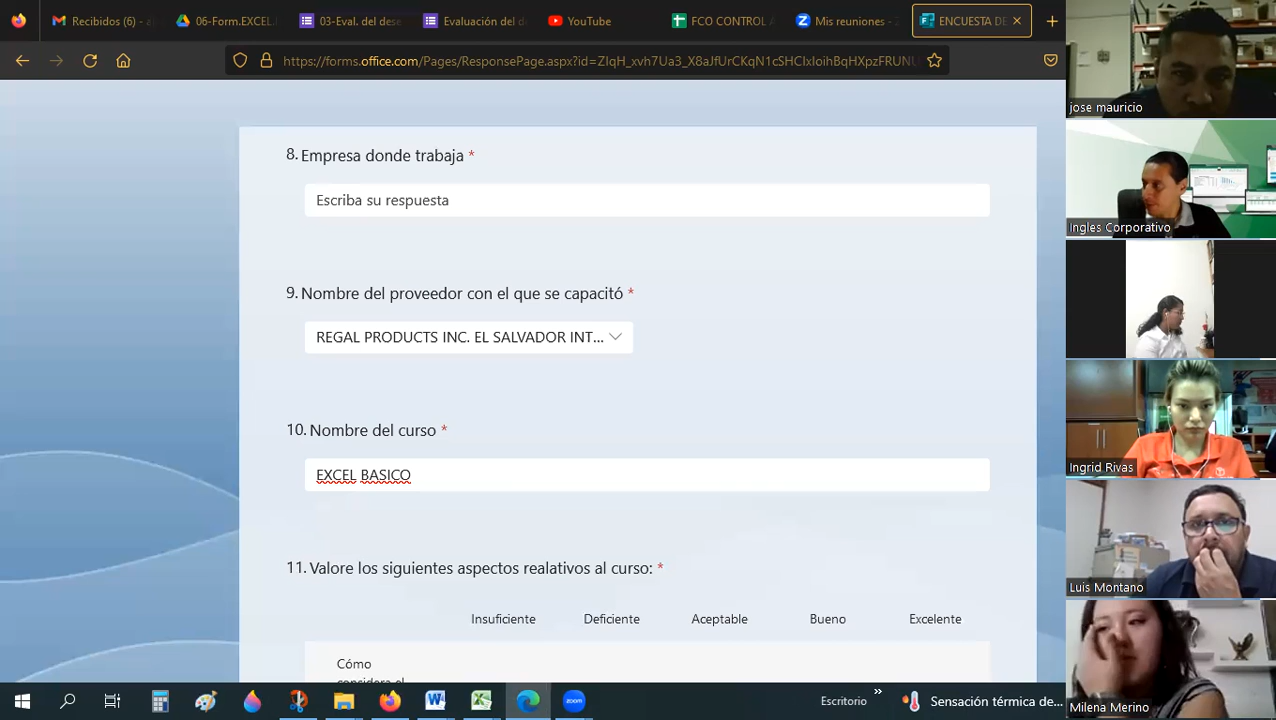 Recibidos (6) - aj
06-Form.EXCEL.
03-Eval. del dese
Evaluación del d
YouTube
FCO CONTROL A
Mis reuniones - Z
ENCUESTA DE
https://forms.office.com/Pages/ResponsePage.aspx?id=
8. Empresa donde trabaja *
Escriba su respuesta
9. Nombre del proveedor con el que se capacitó *
REGAL PRODUCTS INC. EL SALVADOR INT...
10. Nombre del curso *
EXCEL BASICO
11. Valore los siguientes aspectos realativos al curso: *
Insuficiente
Deficiente
Aceptable
Bueno
Excelente
Cómo
considera el
jose mauricio
Ingles Corporativo
Ingrid Rivas
Luis Montano
Milena Merino
zoom
Escritorio
Sensación térmica de...